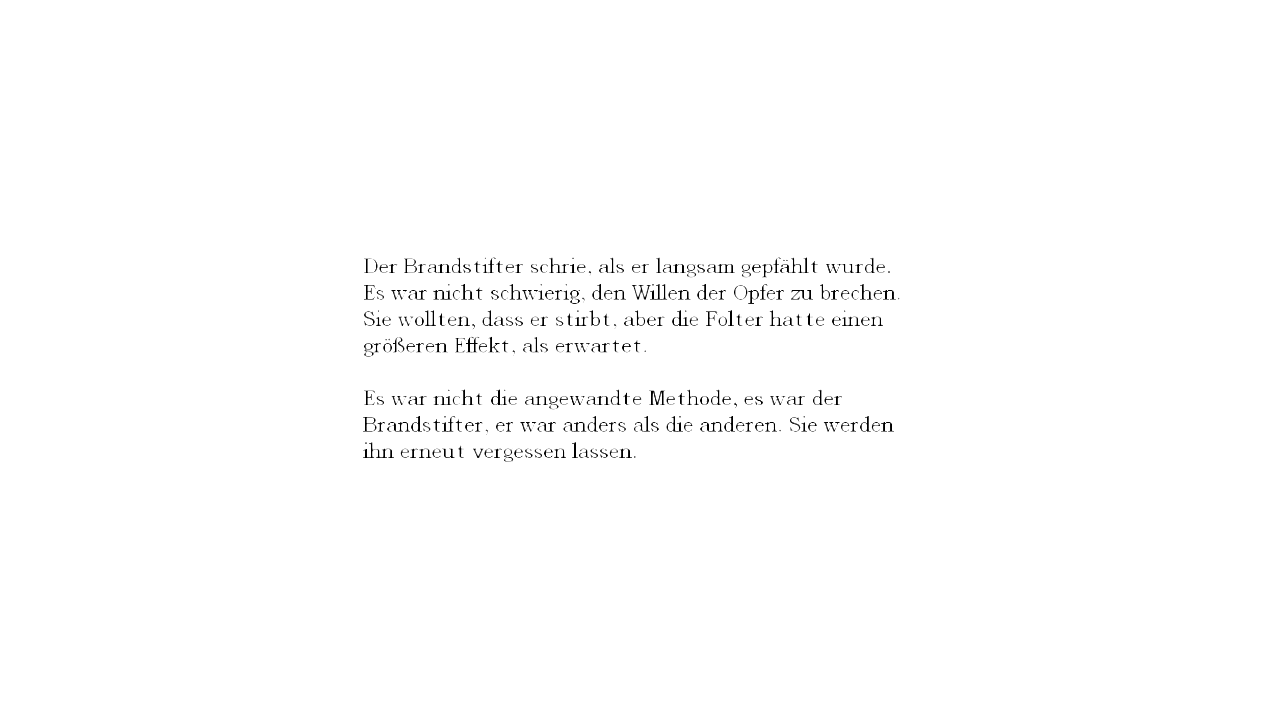 Der Brandstifter schrie, als er langsam gepfählt wurde.
Es war nicht schwierig, den Willen der Opfer zu brechen.
Sie wollten, dass er stirbt, aber die Folter hatte einen
größeren Effekt, als erwartet.

Es war nicht die angewandte Methode, es war der
Brandstifter, er war anders als die anderen. Sie werden
ihn erneut vergessen lassen.